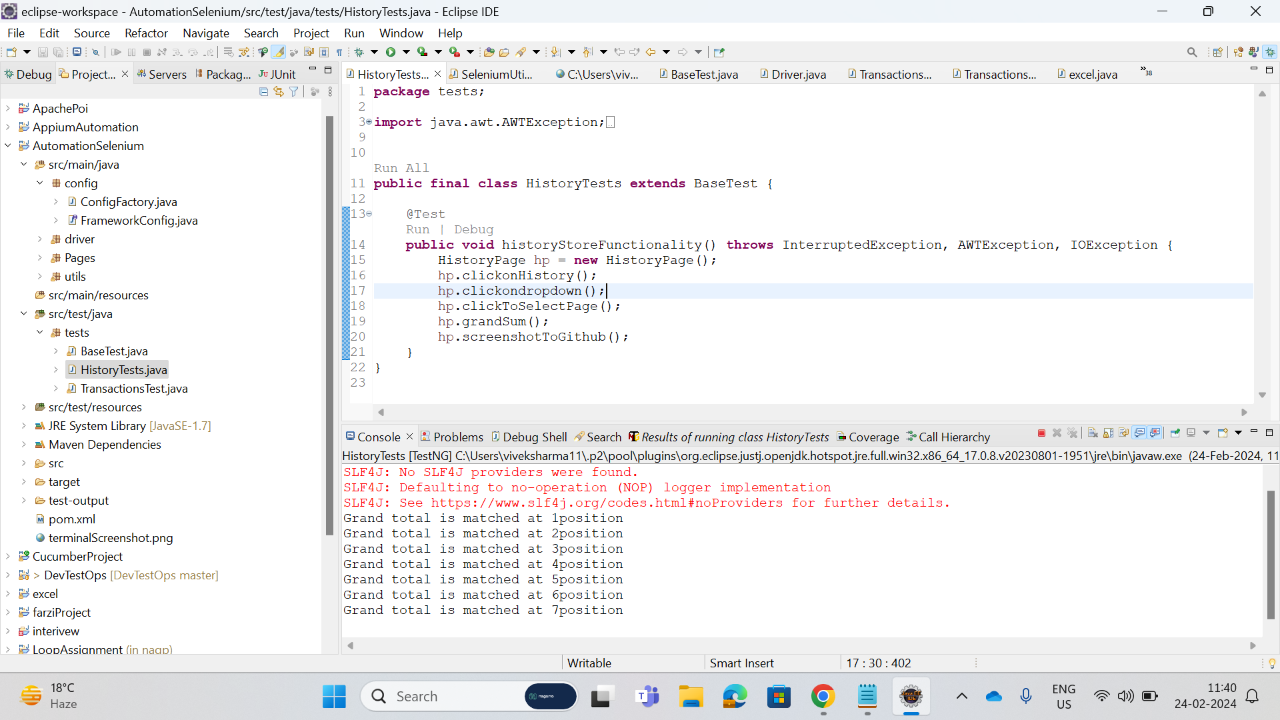 eclipse-workspace - AutomationSelenium/src/test/java/tests/HistoryTests.java - Eclipse IDE
File Edit Source Refactor Navigate Search Project Run Window Help
Debug Project... Servers Packag... JUnit
HistoryTests... SeleniumUti... C:\Users\viv... BaseTest.java Driver.java Transactions... Transactions... excel.java »38
ApachePoi
AppiumAutomation
AutomationSelenium
src/main/java
config
ConfigFactory.java
FrameworkConfig.java
driver
Pages
utils
src/main/resources
src/test/java
tests
BaseTest.java
HistoryTests.java
TransactionsTest.java
src/test/resources
JRE System Library [JavaSE-1.7]
Maven Dependencies
src
target
test-output
pom.xml
terminalScreenshot.png
CucumberProject
> DevTestOps [DevTestOps master]
excel
farziProject
interivew
LoopAssignment (in nagp)
1 package tests;
2
3 import java.awt.AWTException;
9
10
Run All
11 public final class HistoryTests extends BaseTest {
12
13 @Test
Run | Debug
14 public void historyStoreFunctionality() throws InterruptedException, AWTException, IOException {
15 HistoryPage hp = new HistoryPage();
16 hp.clickonHistory();
17 hp.clickondropdown();
18 hp.clickToSelectPage();
19 hp.grandSum();
20 hp.screenshotToGithub();
21 }
22 }
23
Console Problems Debug Shell Search Results of running class HistoryTests Coverage Call Hierarchy
HistoryTests [TestNG] C:\Users\viveksharma11\.p2\pool\plugins\org.eclipse.justj.openjdk.hotspot.jre.full.win32.x86_64_17.0.8.v20230801-1951\jre\bin\javaw.exe (24-Feb-2024, 11
SLF4J: No SLF4J providers were found.
SLF4J: Defaulting to no-operation (NOP) logger implementation
SLF4J: See https://www.slf4j.org/codes.html#noProviders for further details.
Grand total is matched at 1position
Grand total is matched at 2position
Grand total is matched at 3position
Grand total is matched at 4position
Grand total is matched at 5position
Grand total is matched at 6position
Grand total is matched at 7position
Writable Smart Insert 17 : 30 : 402
18°C
Haze
Search
ENG
US
11:40
24-02-2024